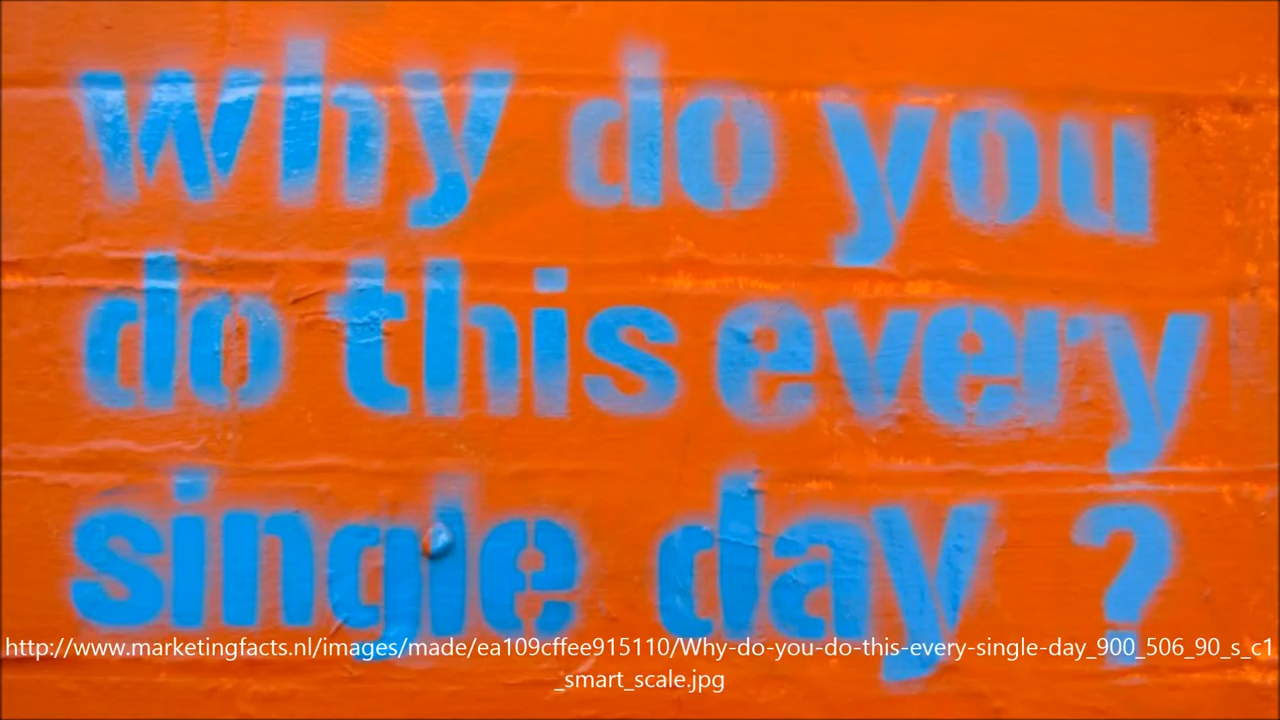 why do you
do this every
single day ?
http://www.marketingfacts.nl/images/made/ea109cffee915110/Why-do-you-do-this-every-single-day_900_506_90_s_c1
_smart_scale.jpg